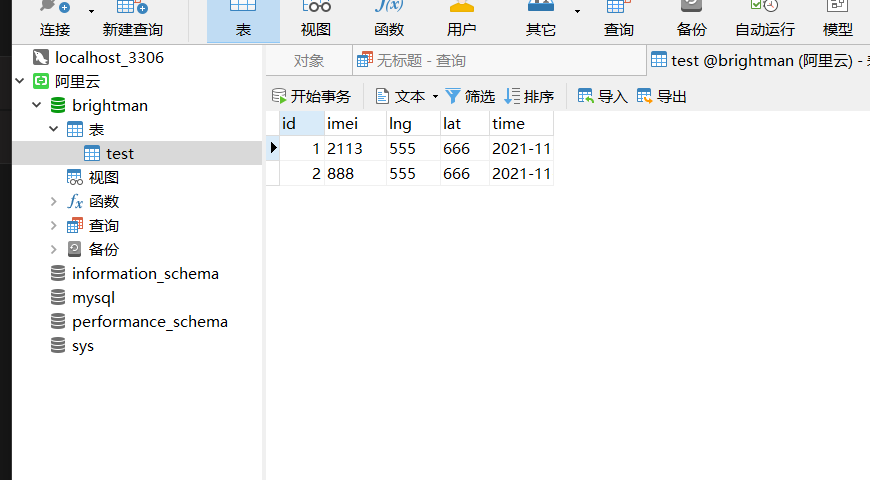 连接 新建查询 表 视图 f(x) 函数 用户 其它 查询 备份 自动运行 模型
localhost_3306
阿里云
brightman
表
test
视图
fx 函数
查询
备份
information_schema
mysql
performance_schema
sys
对象 无标题 - 查询 test @brightman (阿里云) -
开始事务 文本 筛选 排序 导入 导出
id imei lng lat time
1 2113 555 666 2021-11
2 888 555 666 2021-11